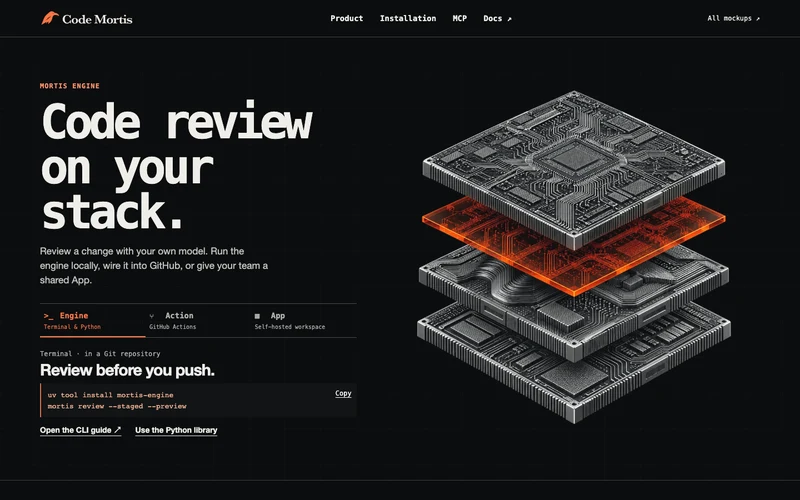 Code Mortis
Product Installation MCP Docs ↗
All mockups ↗
MORTIS ENGINE
Code review
on your
stack.
Review a change with your own model. Run the
engine locally, wire it into GitHub, or give your team a
shared App.
>_ Engine
Terminal & Python
Action
GitHub Actions
App
Self-hosted workspace
Terminal · in a Git repository
Review before you push.
uv tool install mortis-engine
mortis review --staged --preview
Copy
Open the CLI guide ↗
Use the Python library